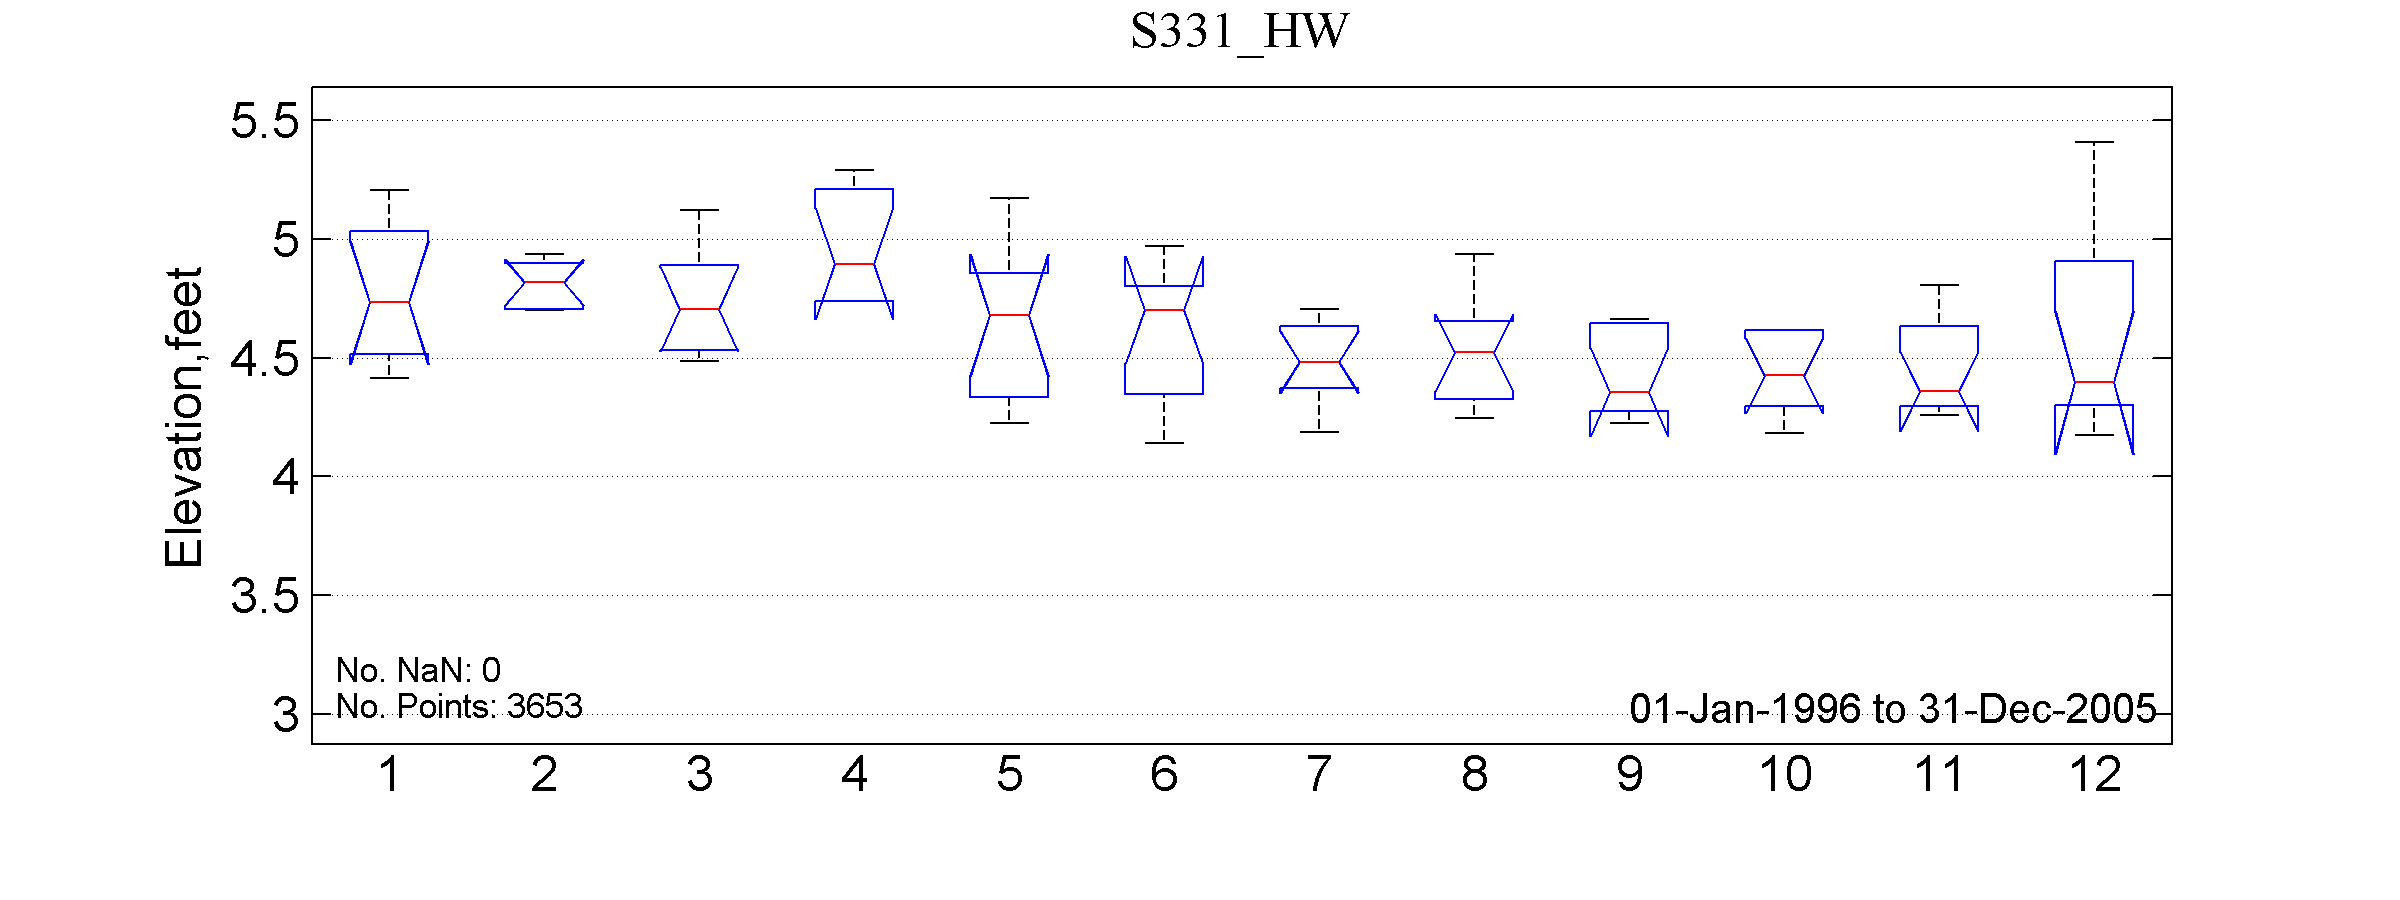 S331_HW
Elevation,feet
5.5
5
4.5
4
3.5
3
No. NaN: 0
No. Points: 3653
01-Jan-1996 to 31-Dec-2005
1 2 3 4 5 6 7 8 9 10 11 12